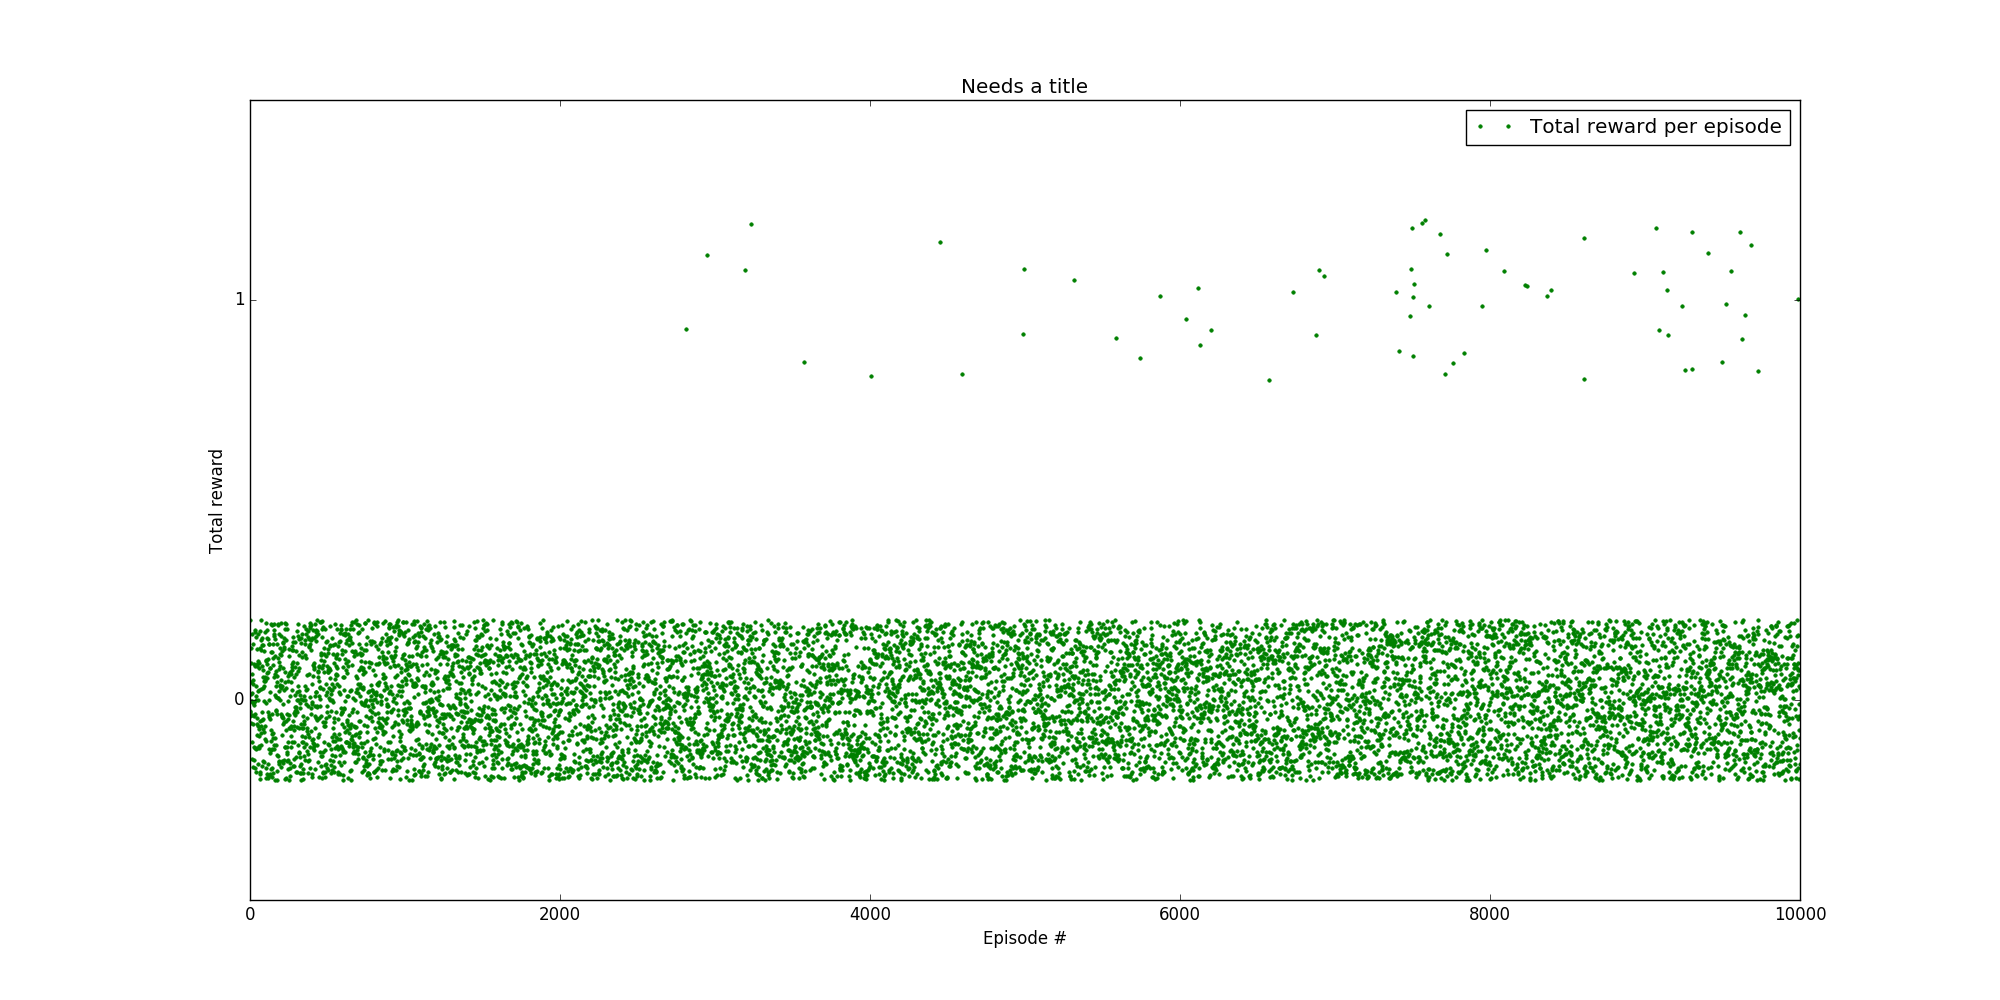 Needs a title
Total reward per episode
1
0
Total reward
0
2000
4000
6000
8000
10000
Episode #